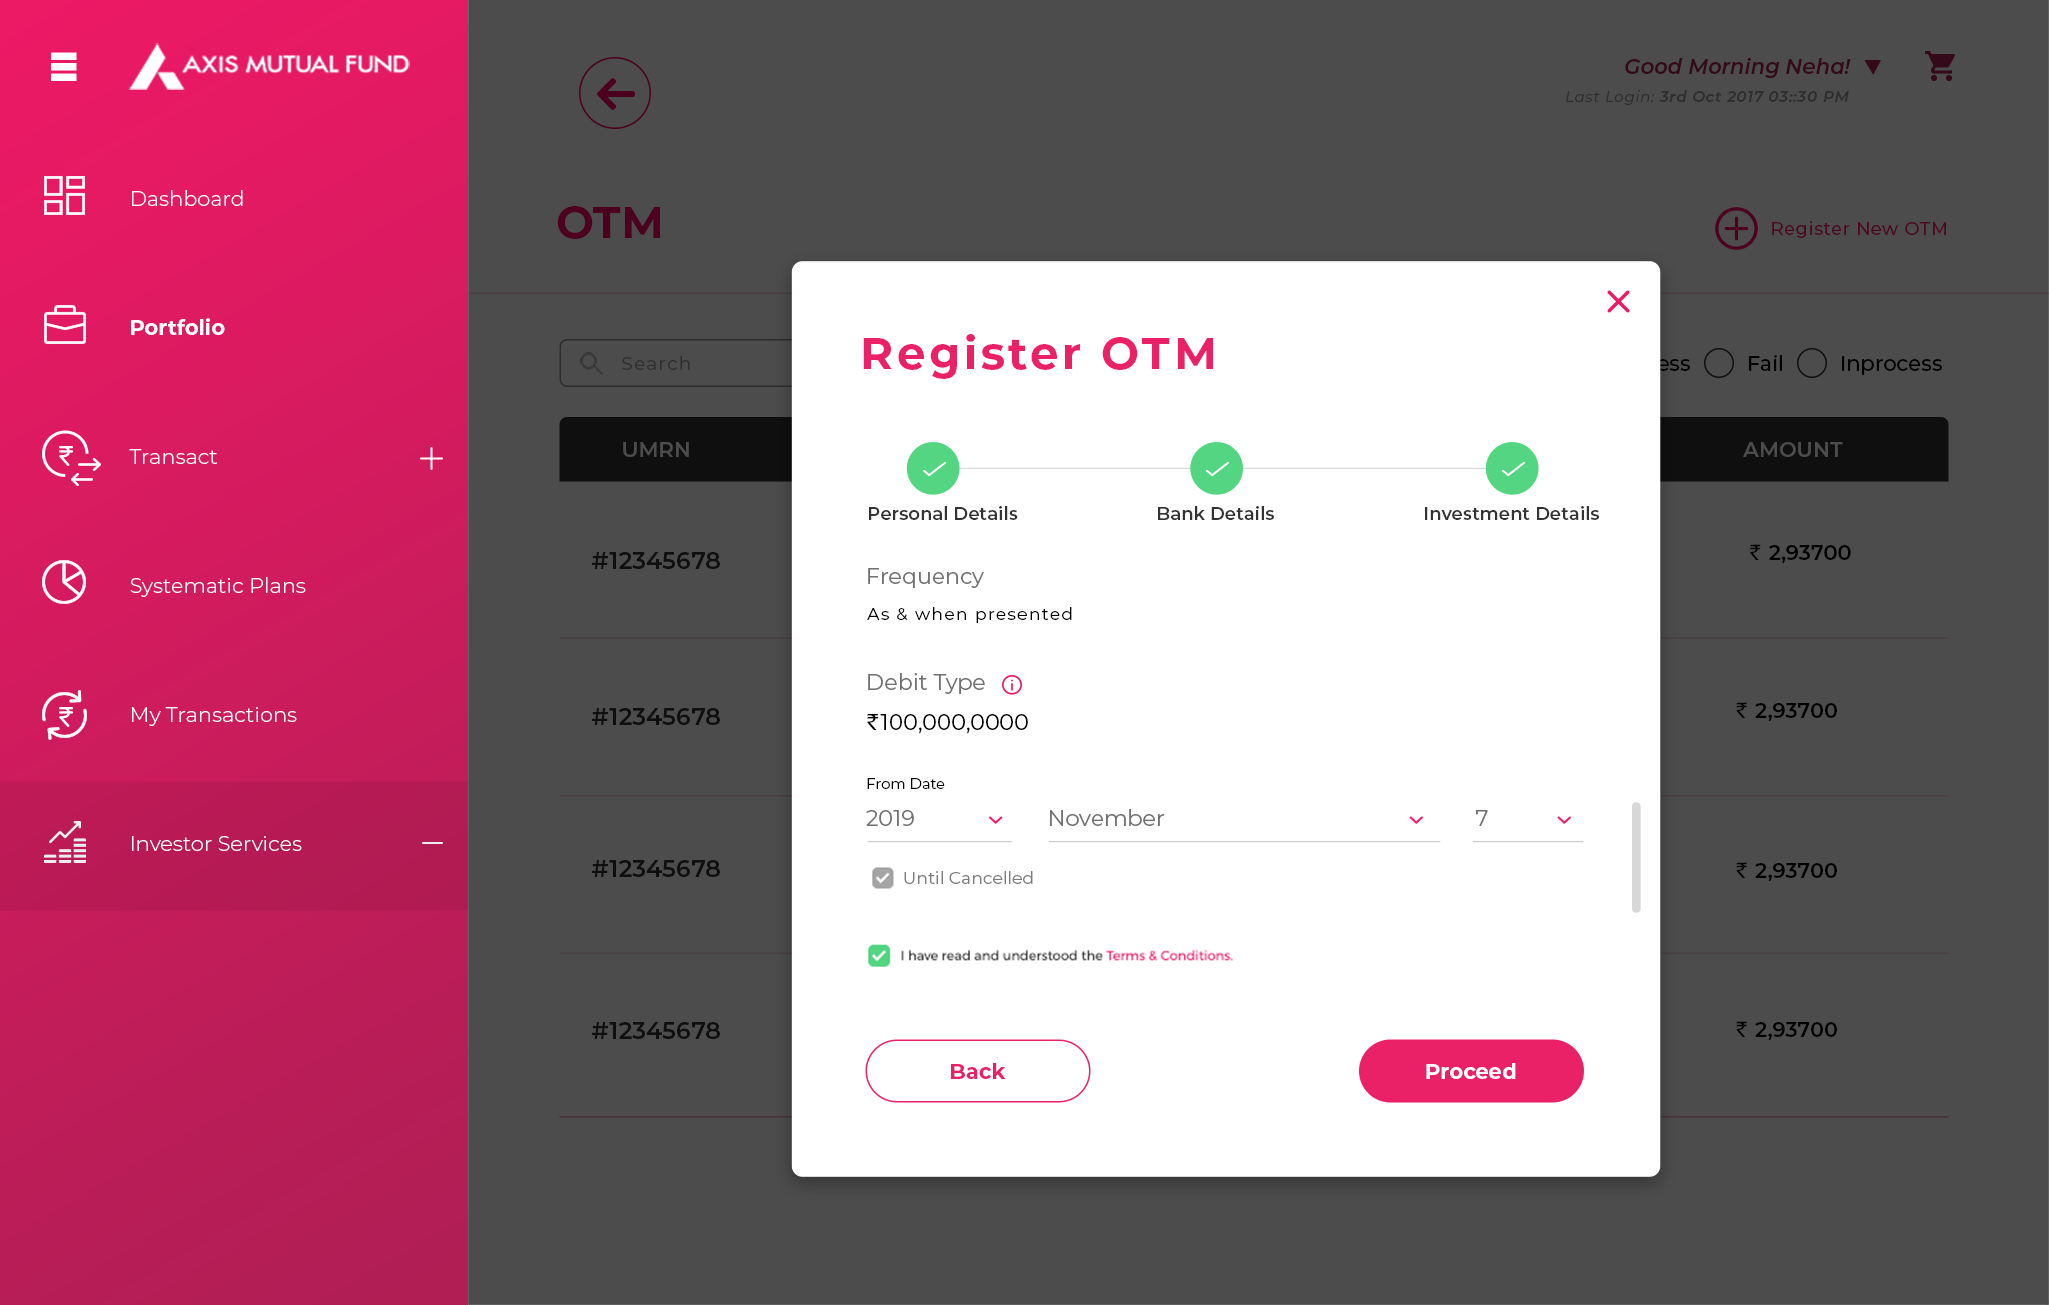 AXIS MUTUAL FUND
Dashboard
Portfolio
Transact
Systematic Plans
My Transactions
Investor Services
Good Morning Neha!
Last Login: 3rd Oct 2017 03::30 PM
OTM
Register New OTM
Search
ess
Fail
Inprocess
UMRN
AMOUNT
#12345678
₹ 2,93700
#12345678
₹ 2,93700
#12345678
₹ 2,93700
#12345678
₹ 2,93700
Register OTM
Personal Details
Bank Details
Investment Details
Frequency
As & when presented
Debit Type
₹100,000,0000
From Date
2019
November
7
Until Cancelled
I have read and understood the Terms & Conditions.
Back
Proceed